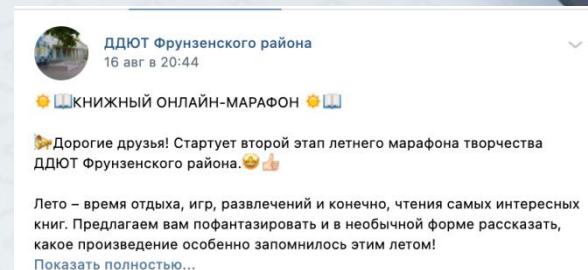 ДДЮТ Фрунзенского района
16 авг в 20:44
☀️📖КНИЖНЫЙ ОНЛАЙН-МАРАФОН ☀️📖
📯Дорогие друзья! Стартует второй этап летнего марафона творчества
ДДЮТ Фрунзенского района.🤩👍🏼
Лето – время отдыха, игр, развлечений и конечно, чтения самых интересных
книг. Предлагаем вам пофантазировать и в необычной форме рассказать,
какое произведение особенно запомнилось этим летом!
Показать полностью...